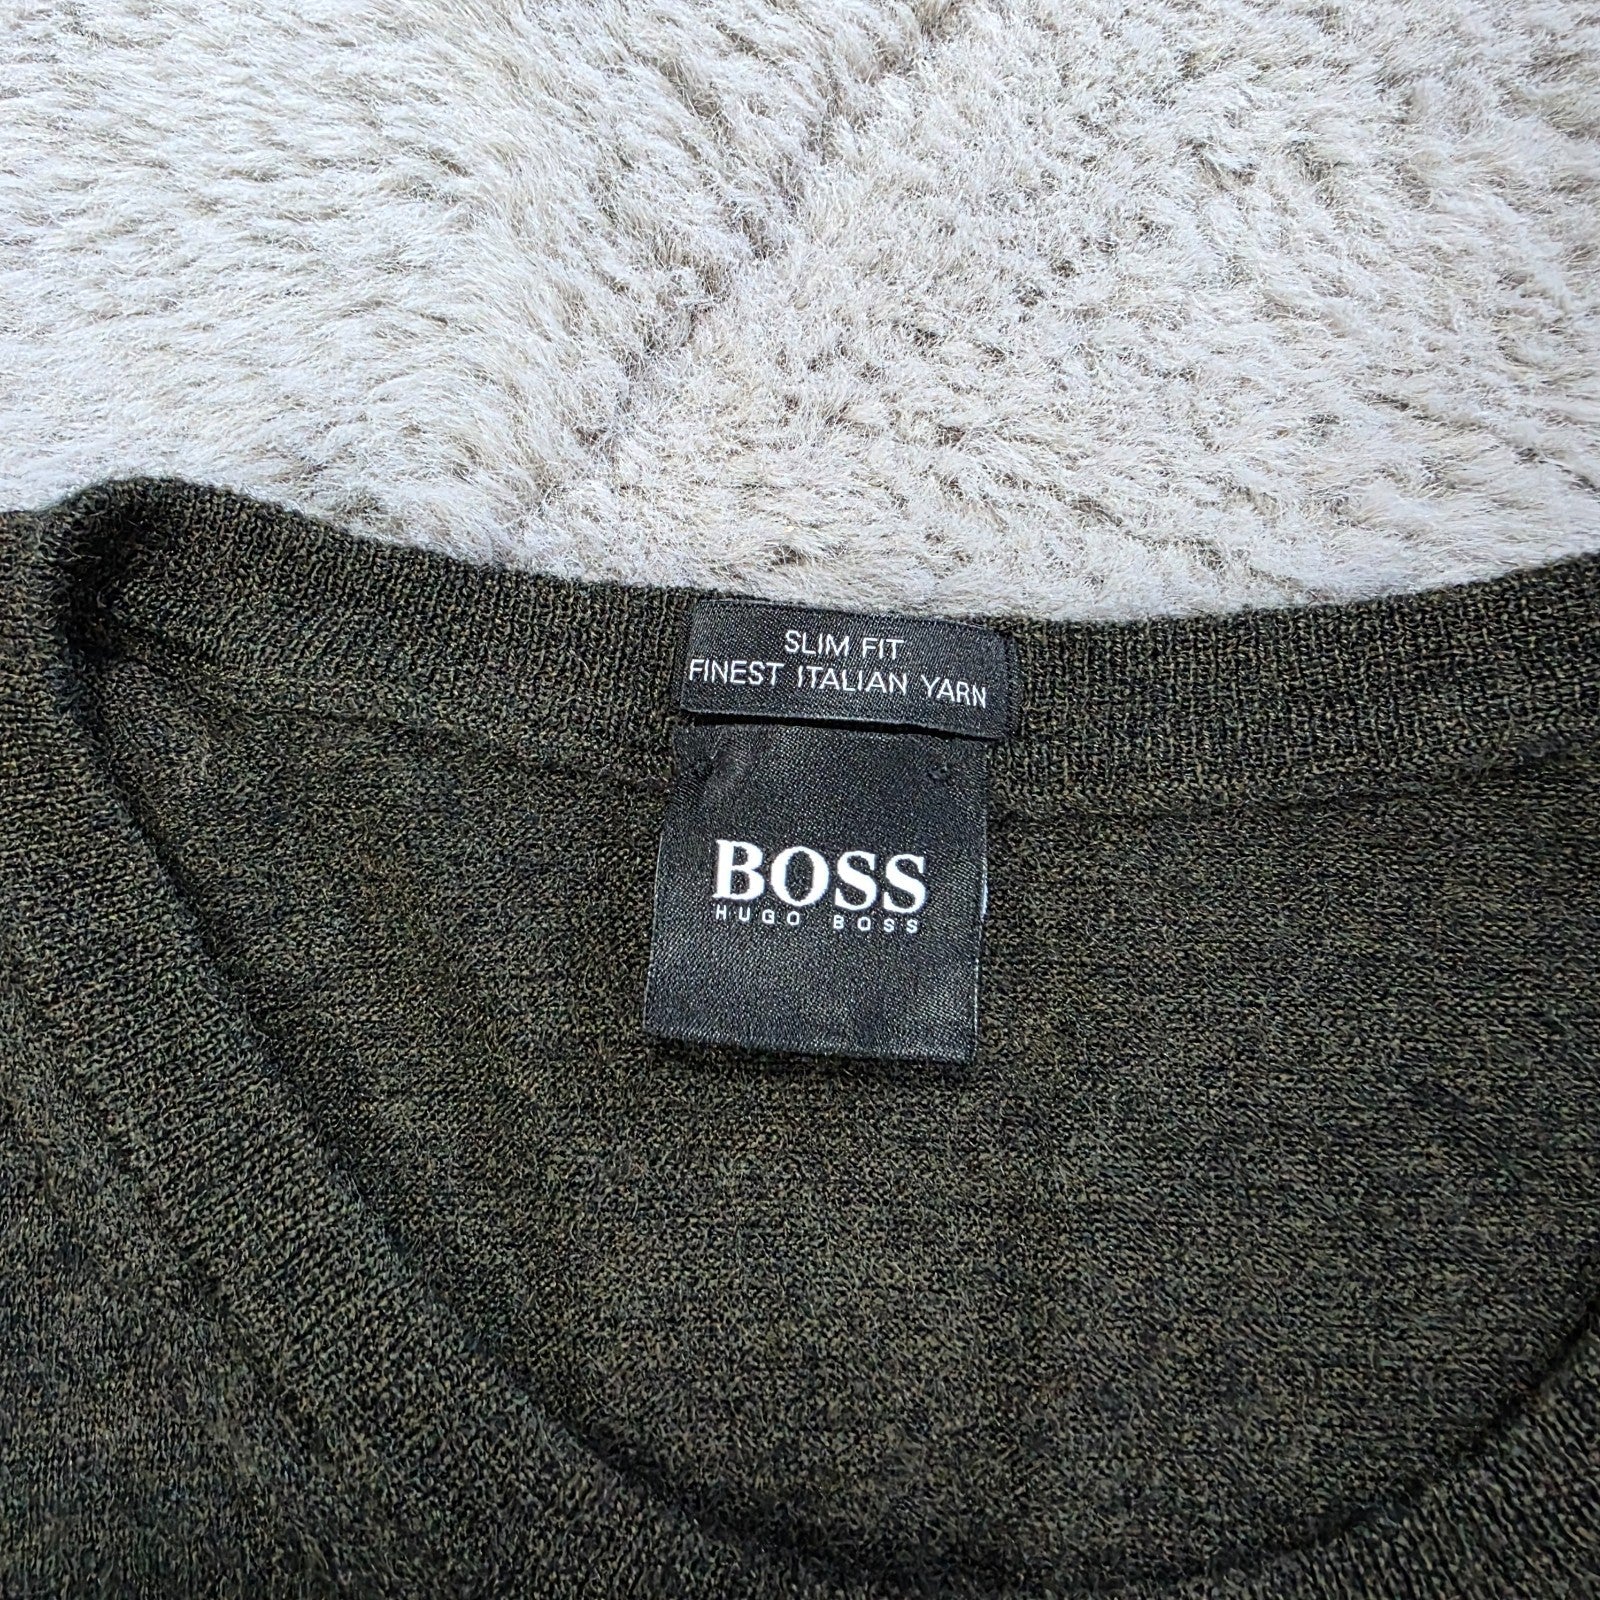 SLIM FIT
FINEST ITALIAN YARN
BOSS
HUGO BOSS